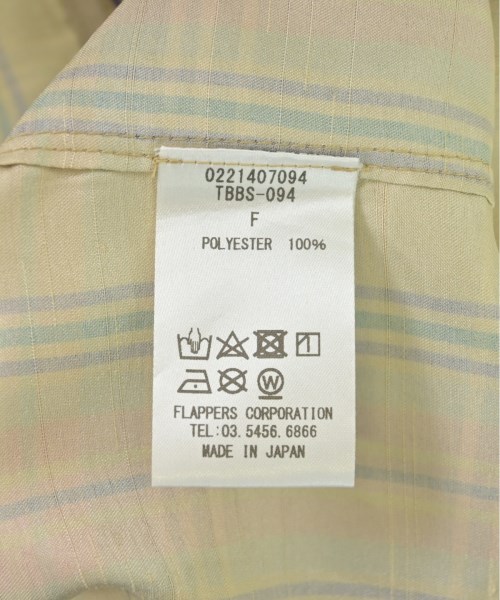 0221407094
TBBS-094
F
POLYESTER 100%
W
FLAPPERS CORPORATION
TEL:03.5456.6866
MADE IN JAPAN